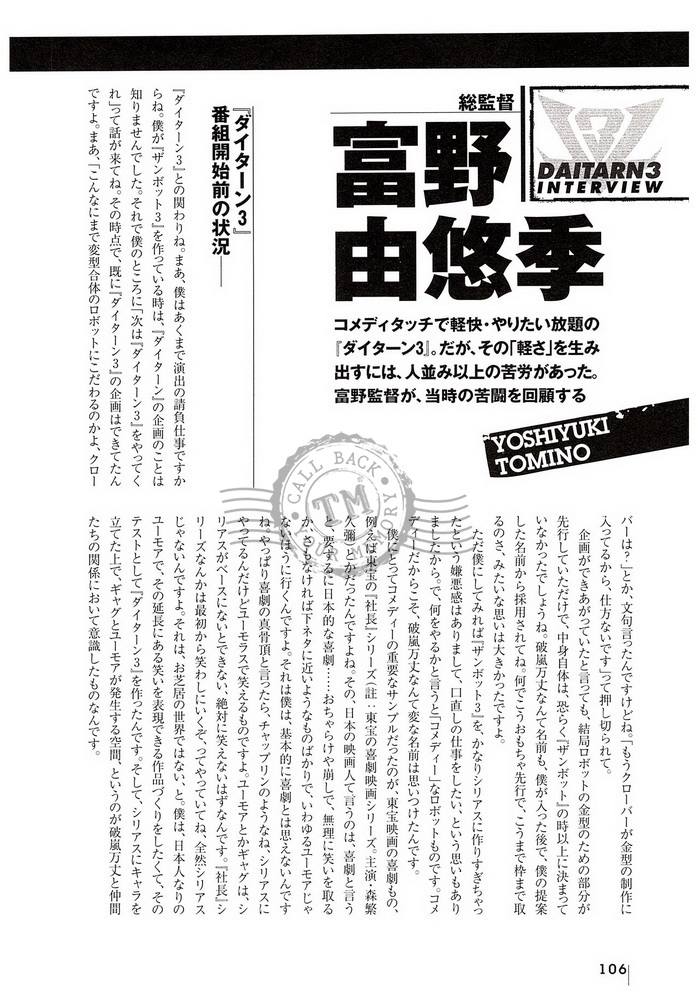 DAITARN3
INTERVIEW
総監督
富野
由悠季
コメディタッチで軽快・やりたい放題の
『ダイターン3』。だが、その「軽さ」を生み
出すには、人並み以上の苦労があった。
富野監督が、当時の苦闘を回顧する
YOSHIYUKI
TOMINO
『ダイターン3』
番組開始前の状況――
『ダイターン3』との関わりね。まあ、僕はあくまで演出の請負仕事ですか
らね。僕が『ザンボット3』を作っている時は、『ダイターン』の企画のことは
知りませんでした。それで僕のところに「次は『ダイターン3』をやってく
れ」って話が来てね。その時点で、既に『ダイターン3』の企画はできてたん
ですよ。まあ、「こんなにまで変型合体のロボットにこだわるのかよ、クロー
バーは?」とか、文句言ったんですけどね。「もうクローバーが金型の制作に
入ってるから、仕方ないです」って押し切られて。
企画ができあがっていたと言っても、結局ロボットの金型のための部分が
先行していただけで、中身自体は、恐らく『ザンボット』の時以上に決まって
いなかったでしょうね。破嵐万丈なんて名前も、僕が入った後で、僕の提案
した名前から採用されてね。何でこうおもちゃ先行で、こうまで枠まで取
るのさ、みたいな思いは大きかったですよ。
ただ僕にしてみれば『ザンボット3』を、かなりシリアスに作りすぎちゃっ
たという嫌悪感はありまして、口直しの仕事をしたい、という思いもあり
ましたから。で、何をやるかと言うと「コメディー」なロボットものです。コメ
ディーだからこそ、破嵐万丈なんて変な名前は思いつけたんです。
僕にとってコメディーの重要なサンプルだったのが、東宝映画の喜劇もの、
例えば東宝の『社長』シリーズ(註：東宝の喜劇映画シリーズ。主演・森繁
久彌)とかだったんですよね。その、日本の映画人て言うのは、喜劇と言う
と、要するに日本的な喜劇……おちゃらけや崩しで、無理に笑いを取る
か、さもなければ下ネタに近いようなものばかりで、いわゆるユーモアじゃ
ないほうに行くんですよ。それは僕は、基本的に喜劇とは思えないんです
ね。やっぱり喜劇の真骨頂と言ったら、チャップリンのようなね、シリアスに
やってるんだけどユーモラスで笑えるものですよ。ユーモアとかギャグは、シ
リアスがベースにないとできない、絶対に笑えないはずなんです。『社長』シ
リーズなんかは最初から笑わしにいくぞ、ってやっていてね、全然シリアス
じゃないんですよ。それは、お芝居の世界ではない、と。僕は、日本人なりの
ユーモアで、その延長にある笑いを表現できる作品づくりをしたくて、その
テストとして『ダイターン3』を作ったんです。そして、シリアスにキャラを
立てた上で、ギャグとユーモアが発生する空間、というのが破嵐万丈と仲間
たちの関係において意識したものなんです。
CALL BACK
TM
YOUR MEMORY
106